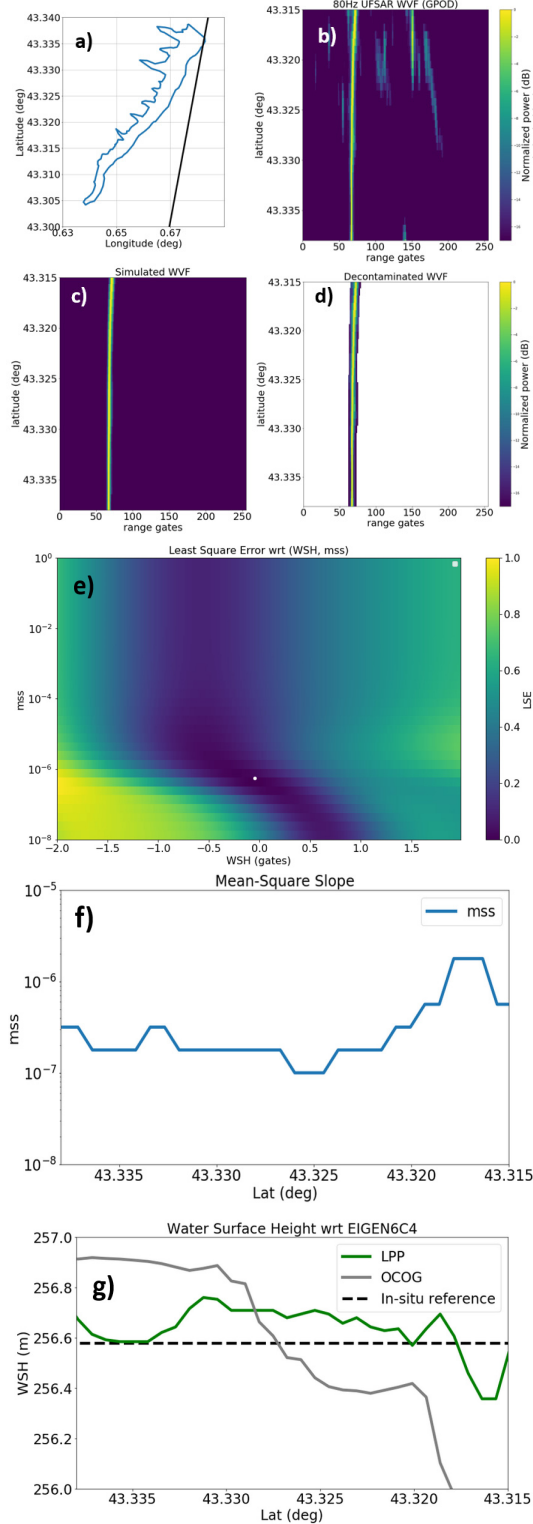 a)
43.340
43.335
43.330
43.325
43.320
43.315
43.310
43.305
43.300
Latitude (deg)
0.63 0.65 0.67
Longitude (deg)
80Hz UFSAR WVF (GPOD)
b)
43.315
43.320
43.325
43.330
43.335
latitude (deg)
0 50 100 150 200 250
range gates
Normalized power (dB)
Simulated WVF
c)
43.315
43.320
43.325
43.330
43.335
latitude (deg)
0 50 100 150 200 250
range gates
Decontaminated WVF
d)
43.315
43.320
43.325
43.330
43.335
latitude (deg)
0 50 100 150 200 250
range gates
Normalized power (dB)
Least Square Error wrt (WSH, mss)
e)
10⁰
10⁻²
10⁻⁴
10⁻⁶
10⁻⁸
mss
−2.0 −1.5 −1.0 −0.5 0.0 0.5 1.0 1.5
WSH (gates)
1.0
0.8
0.6
0.4
0.2
0.0
LSE
Mean-Square Slope
f)
mss
10⁻⁵
10⁻⁶
10⁻⁷
10⁻⁸
mss
43.335 43.330 43.325 43.320 43.315
Lat (deg)
Water Surface Height wrt EIGEN6C4
g)
LPP
OCOG
In-situ reference
257.0
256.8
256.6
256.4
256.2
256.0
WSH (m)
43.335 43.330 43.325 43.320 43.315
Lat (deg)